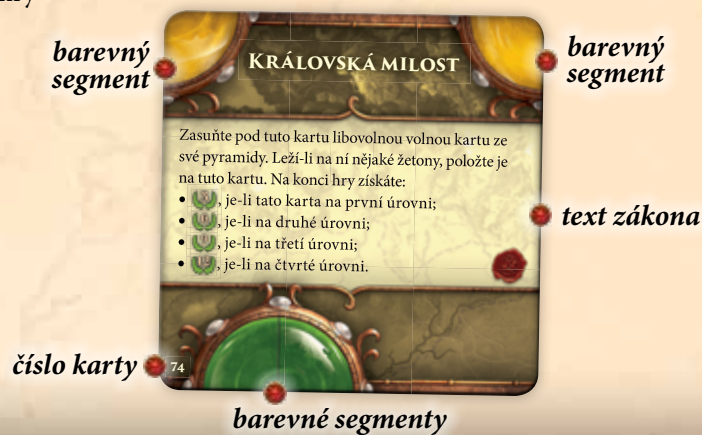 barevný
segment
KRÁLOVSKÁ MILOST
barevný
segment
Zasuňte pod tuto kartu libovolnou volnou kartu ze
své pyramidy. Leží-li na ní nějaké žetony, položte je
na tuto kartu. Na konci hry získáte:
• , je-li tato karta na první úrovni;
• , je-li na druhé úrovni;
• , je-li na třetí úrovni;
• , je-li na čtvrté úrovni.
text zákona
číslo karty
74
barevné segmenty